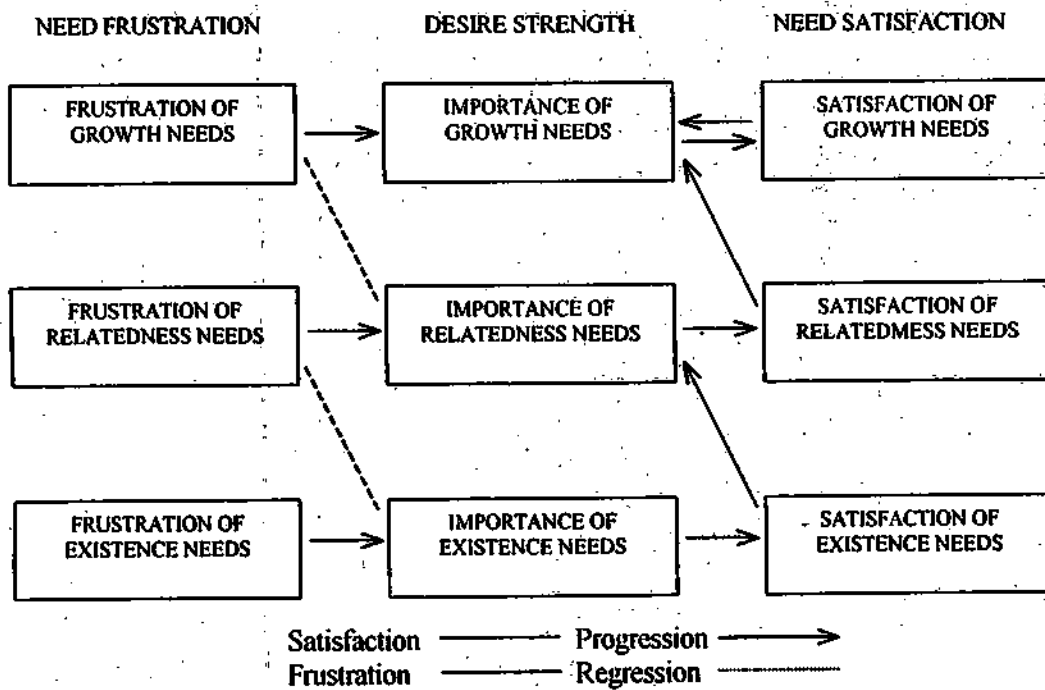 NEED FRUSTRATION
DESIRE STRENGTH
NEED SATISFACTION
FRUSTRATION OF
GROWTH NEEDS
IMPORTANCE OF
GROWTH NEEDS
SATISFACTION OF
GROWTH NEEDS
FRUSTRATION OF
RELATEDNESS NEEDS
IMPORTANCE OF
RELATEDNESS NEEDS
SATISFACTION OF
RELATEDMESS NEEDS
FRUSTRATION OF
EXISTENCE NEEDS
IMPORTANCE OF
EXISTENCE NEEDS
SATISFACTION OF
EXISTENCE NEEDS
Satisfaction
Progression
Frustration
Regression